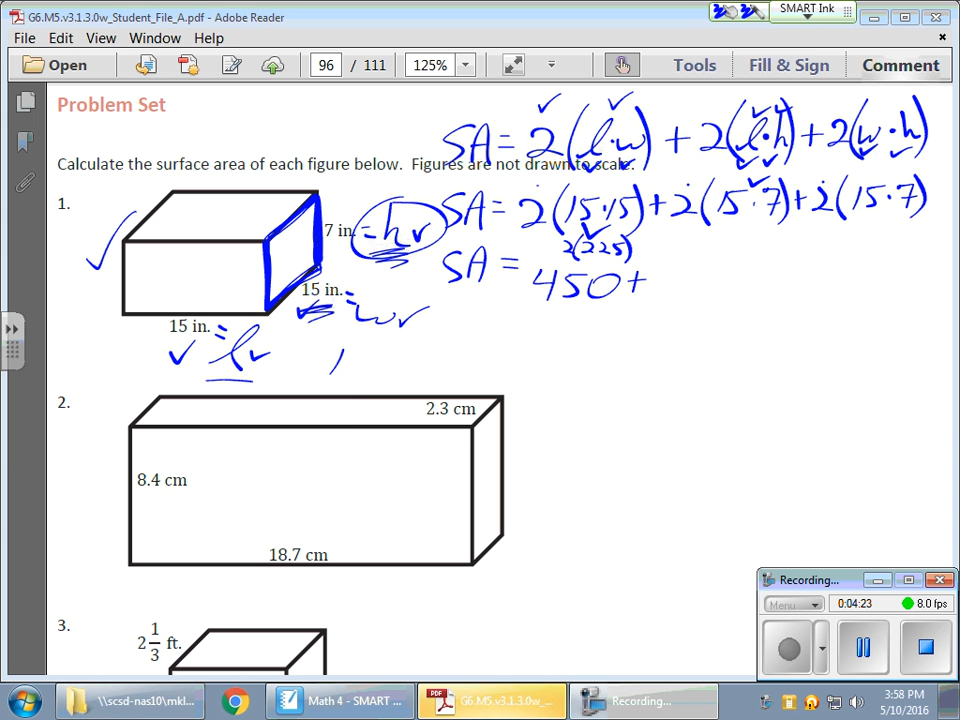 G6.M5.v3.1.3.0w_Student_File_A.pdf - Adobe Reader
SMART Ink
File Edit View Window Help
Open 96 / 111 125% Tools Fill & Sign Comment
Problem Set
SA = 2(l·w) + 2(l·h) + 2(w·h)
Calculate the surface area of each figure below. Figures are not drawn to scale.
1.
7 in. = h
SA = 2(15·15) + 2(15·7) + 2(15·7)
2(225)
SA = 450 +
15 in. = w
15 in. = l
2.
2.3 cm
8.4 cm
18.7 cm
3.
2 1/3 ft.
Recording...
Menu 0:04:23 8.0 fps
\\scsd-nas10\mkl...
Math 4 - SMART ...
G6.M5.v3.1.3.0w_...
Recording...
3:58 PM
5/10/2016